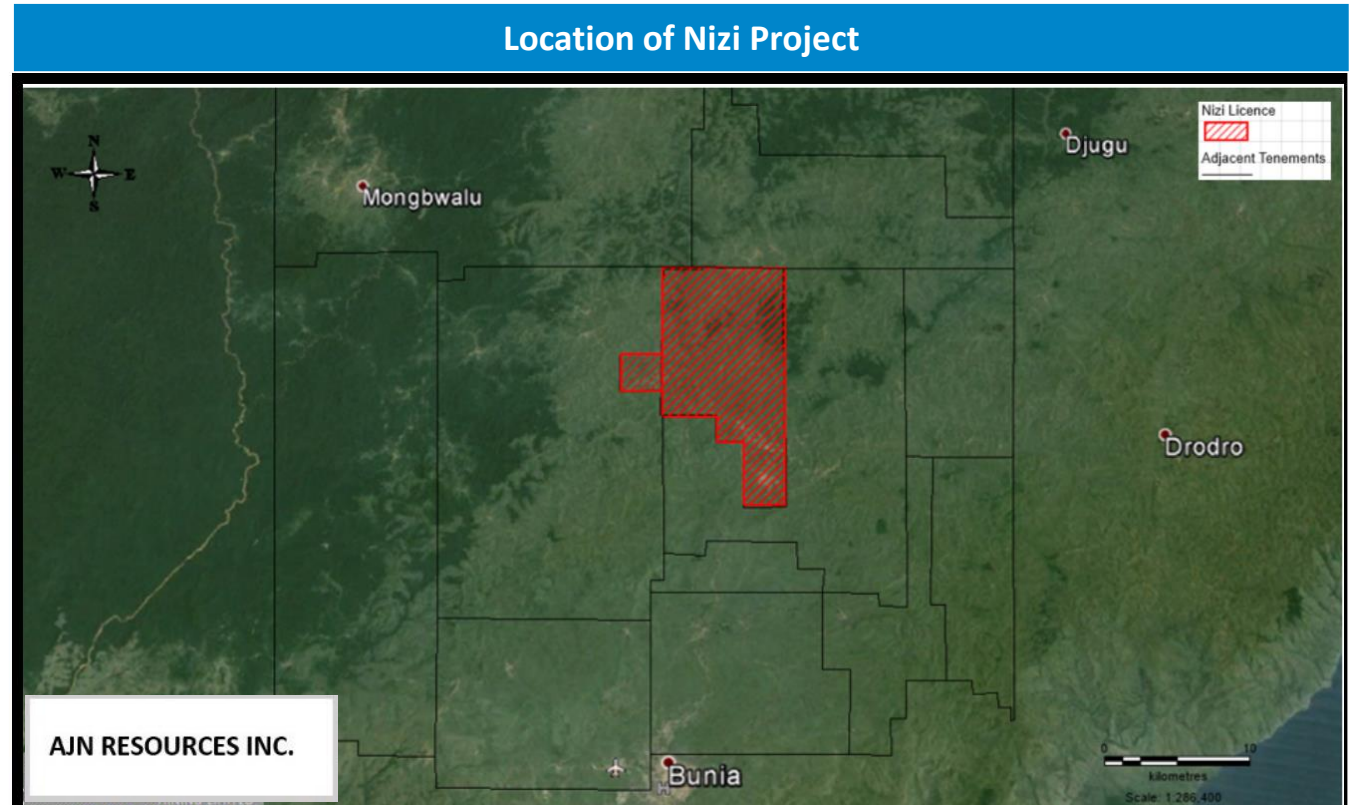 Location of Nizi Project
Nizi Licence
Adjacent Tenements
N
W
E
S
Djugu
Mongbwalu
Drodro
AJN RESOURCES INC.
Bunia
0
10
kilometres
Scale: 1:286,400